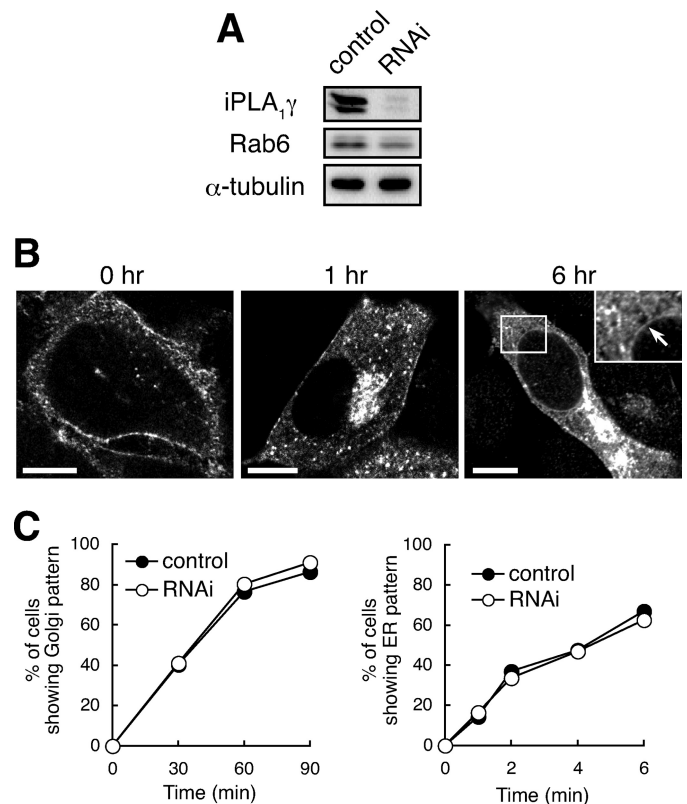 A
control
RNAi
iPLA₁γ
Rab6
α-tubulin
B
0 hr
1 hr
6 hr
C
100
80
60
40
20
0
% of cells
showing Golgi pattern
control
RNAi
0
30
60
90
Time (min)
100
80
60
40
20
0
% of cells
showing ER pattern
control
RNAi
0
2
4
6
Time (min)